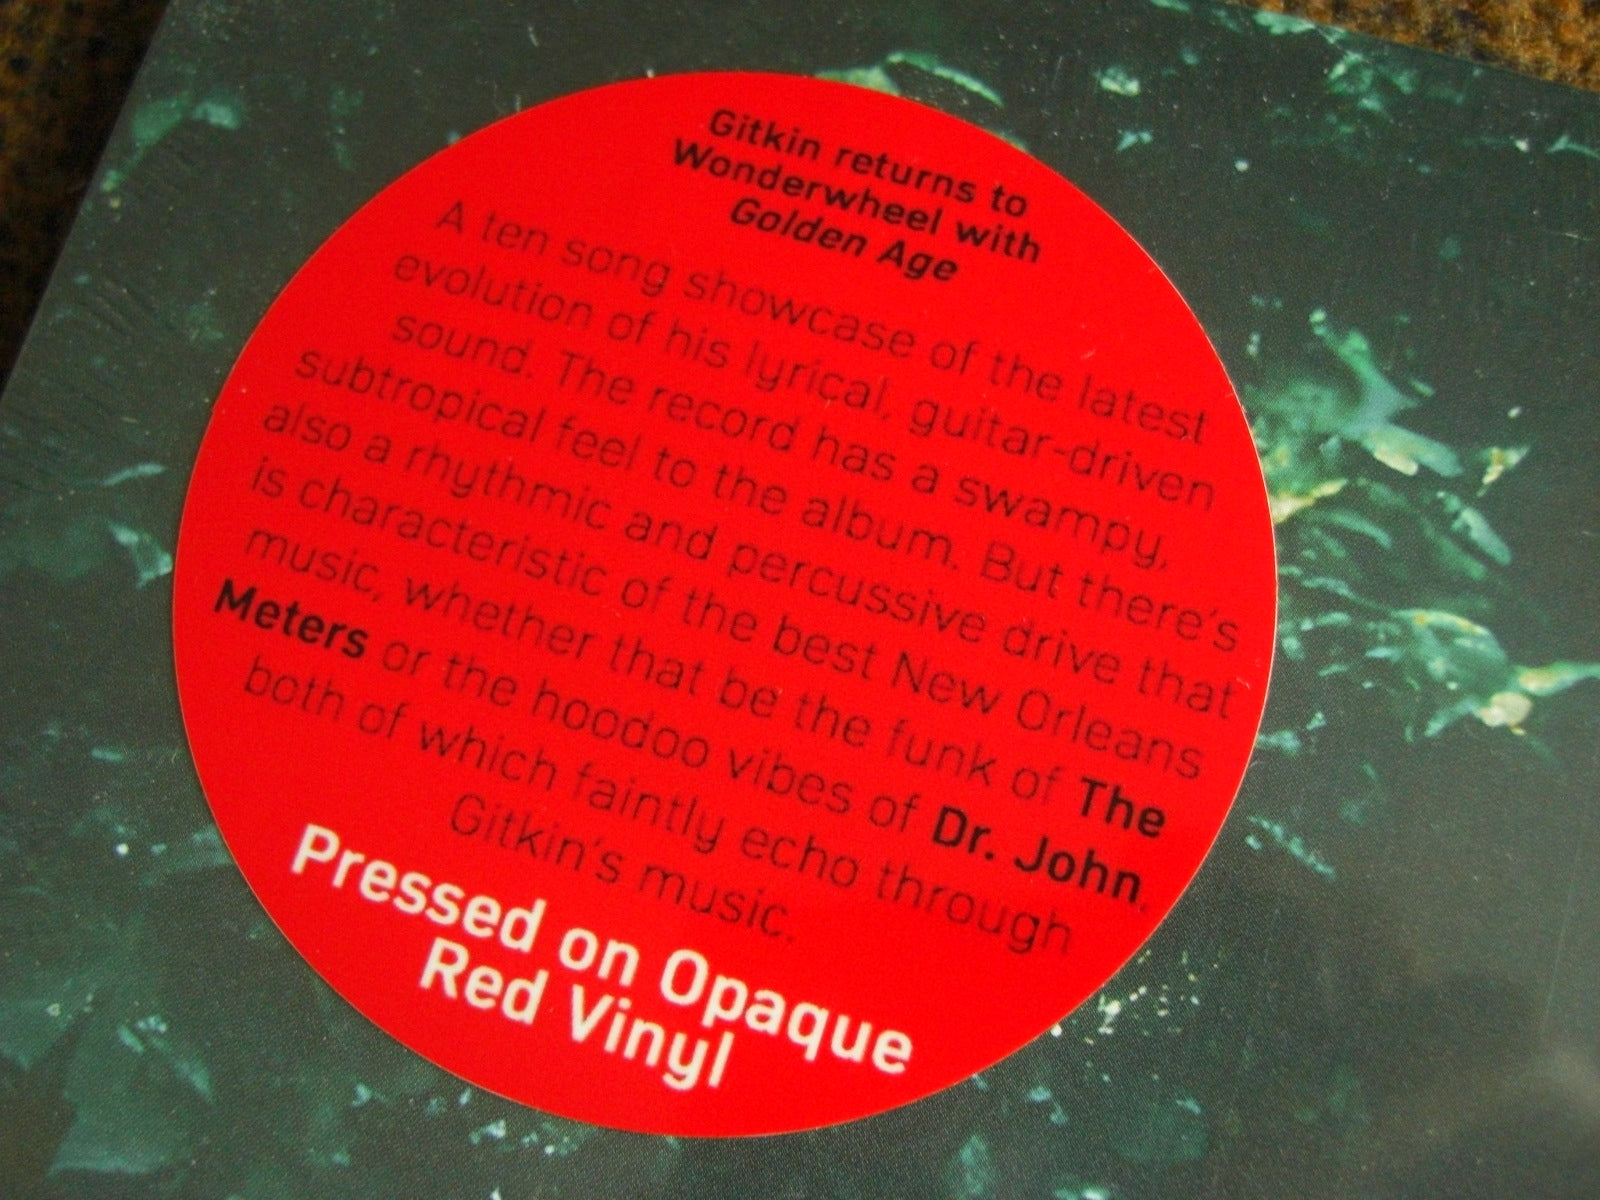 Gitkin returns to
Wonderwheel with
Golden Age
A ten song showcase of the latest
evolution of his lyrical, guitar-driven
sound. The record has a swampy,
subtropical feel to the album. But there's
also a rhythmic and percussive drive that
is characteristic of the best New Orleans
music, whether that be the funk of The
Meters or the hoodoo vibes of Dr. John,
both of which faintly echo through
Gitkin's music.
Pressed on Opaque
Red Vinyl